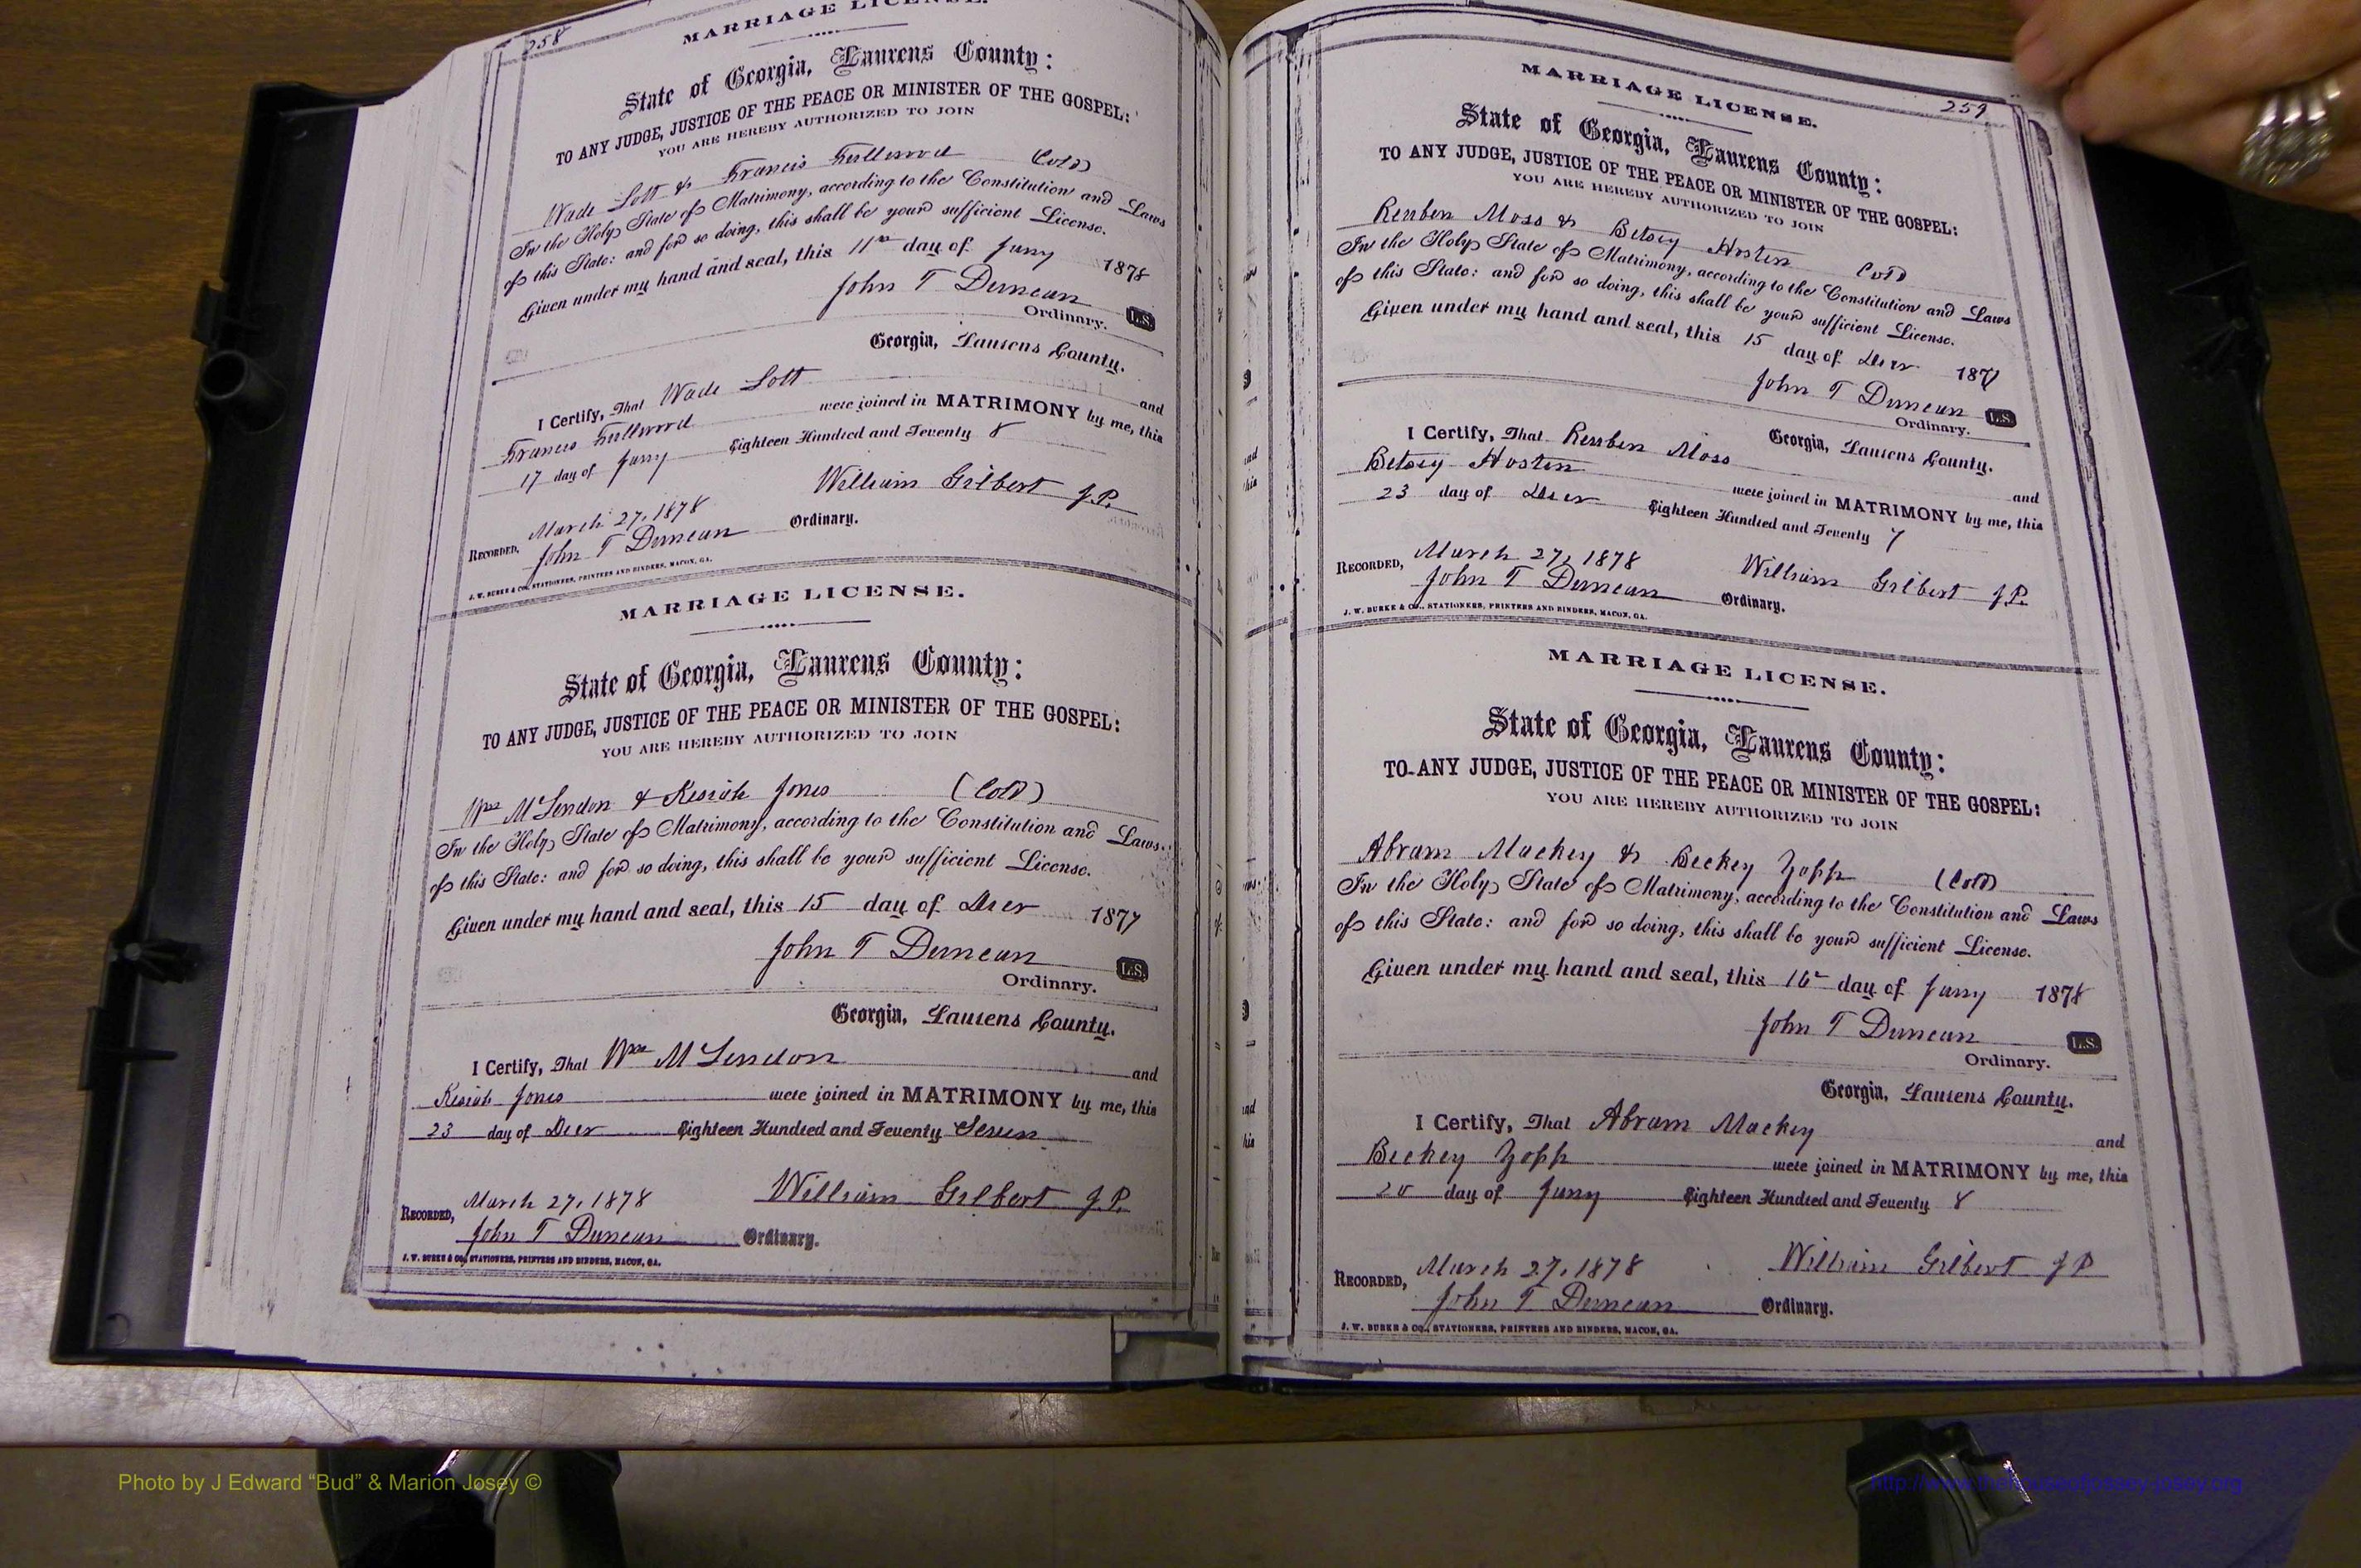 258
MARRIAGE LICENSE.
State of Georgia, Laurens County:
TO ANY JUDGE, JUSTICE OF THE PEACE OR MINISTER OF THE GOSPEL:
YOU ARE HEREBY AUTHORIZED TO JOIN
Wade Lott & Francis Fullwood (Cold)
In the Holy State of Matrimony, according to the Constitution and Laws
of this State: and for so doing, this shall be your sufficient License.
Given under my hand and seal, this 11th day of Jany 1878
John T Duncan L.S.
Ordinary.
Georgia, Laurens County.
I Certify, That Wade Lott and
Francis Fullwood were joined in MATRIMONY by me, this
17 day of Jany Eighteen Hundred and Seventy 8
William Gilbert J.P.
RECORDED, March 27, 1878
John T Duncan Ordinary.
J. W. BURKE & CO., STATIONERS, PRINTERS AND BINDERS, MACON, GA.
MARRIAGE LICENSE.
State of Georgia, Laurens County:
TO ANY JUDGE, JUSTICE OF THE PEACE OR MINISTER OF THE GOSPEL:
YOU ARE HEREBY AUTHORIZED TO JOIN
Wm McLendon & Kesiah Jones (Cold)
In the Holy State of Matrimony, according to the Constitution and Laws
of this State: and for so doing, this shall be your sufficient License.
Given under my hand and seal, this 15 day of Decr 1877
John T Duncan L.S.
Ordinary.
Georgia, Laurens County.
I Certify, That Wm McLendon and
Kesiah Jones were joined in MATRIMONY by me, this
23 day of Decr Eighteen Hundred and Seventy Seven
William Gilbert J.P.
RECORDED, March 27, 1878
John T Duncan Ordinary.
J. W. BURKE & CO., STATIONERS, PRINTERS AND BINDERS, MACON, GA.
259
MARRIAGE LICENSE.
State of Georgia, Laurens County:
TO ANY JUDGE, JUSTICE OF THE PEACE OR MINISTER OF THE GOSPEL:
YOU ARE HEREBY AUTHORIZED TO JOIN
Reuben Moss & Betsey Hosten Cold
In the Holy State of Matrimony, according to the Constitution and Laws
of this State: and for so doing, this shall be your sufficient License.
Given under my hand and seal, this 15 day of Decr 1877
John T Duncan L.S.
Ordinary.
Georgia, Laurens County.
I Certify, That Reuben Moss and
Betsey Hosten were joined in MATRIMONY by me, this
23 day of Decr Eighteen Hundred and Seventy 7
William Gilbert J.P.
RECORDED, March 27, 1878
John T Duncan Ordinary.
J. W. BURKE & CO., STATIONERS, PRINTERS AND BINDERS, MACON, GA.
MARRIAGE LICENSE.
State of Georgia, Laurens County:
TO ANY JUDGE, JUSTICE OF THE PEACE OR MINISTER OF THE GOSPEL:
YOU ARE HEREBY AUTHORIZED TO JOIN
Abram Mackey & Beckey Zopp (Cold)
In the Holy State of Matrimony, according to the Constitution and Laws
of this State: and for so doing, this shall be your sufficient License.
Given under my hand and seal, this 16th day of Jany 1878
John T Duncan L.S.
Ordinary.
Georgia, Laurens County.
I Certify, That Abram Mackey and
Beckey Zopp were joined in MATRIMONY by me, this
20 day of Jany Eighteen Hundred and Seventy 8
William Gilbert J P
RECORDED, March 27, 1878
John T Duncan Ordinary.
J. W. BURKE & CO., STATIONERS, PRINTERS AND BINDERS, MACON, GA.
Photo by J Edward “Bud” & Marion Josey ©
http://www.thehouseofjossey-josey.org